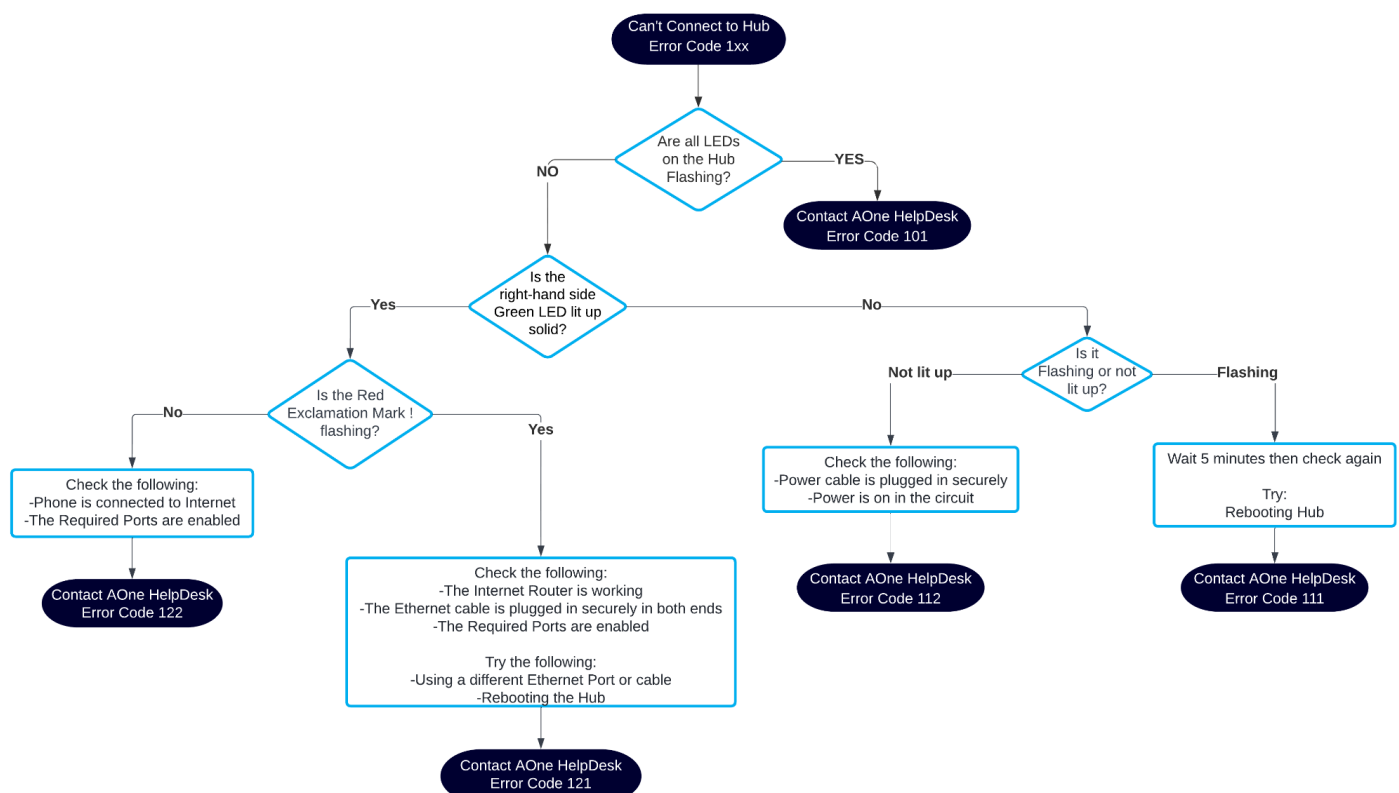 Can't Connect to Hub
Error Code 1xx
Are all LEDs
on the Hub
Flashing?
NO
YES
Contact AOne HelpDesk
Error Code 101
Is the
right-hand side
Green LED lit up
solid?
Yes
No
Is the Red
Exclamation Mark !
flashing?
Is it
Flashing or not
lit up?
Not lit up
Flashing
No
Yes
Check the following:
-Phone is connected to Internet
-The Required Ports are enabled
Contact AOne HelpDesk
Error Code 122
Check the following:
-The Internet Router is working
-The Ethernet cable is plugged in securely in both ends
-The Required Ports are enabled
Try the following:
-Using a different Ethernet Port or cable
-Rebooting the Hub
Contact AOne HelpDesk
Error Code 121
Check the following:
-Power cable is plugged in securely
-Power is on in the circuit
Contact AOne HelpDesk
Error Code 112
Wait 5 minutes then check again
Try:
Rebooting Hub
Contact AOne HelpDesk
Error Code 111